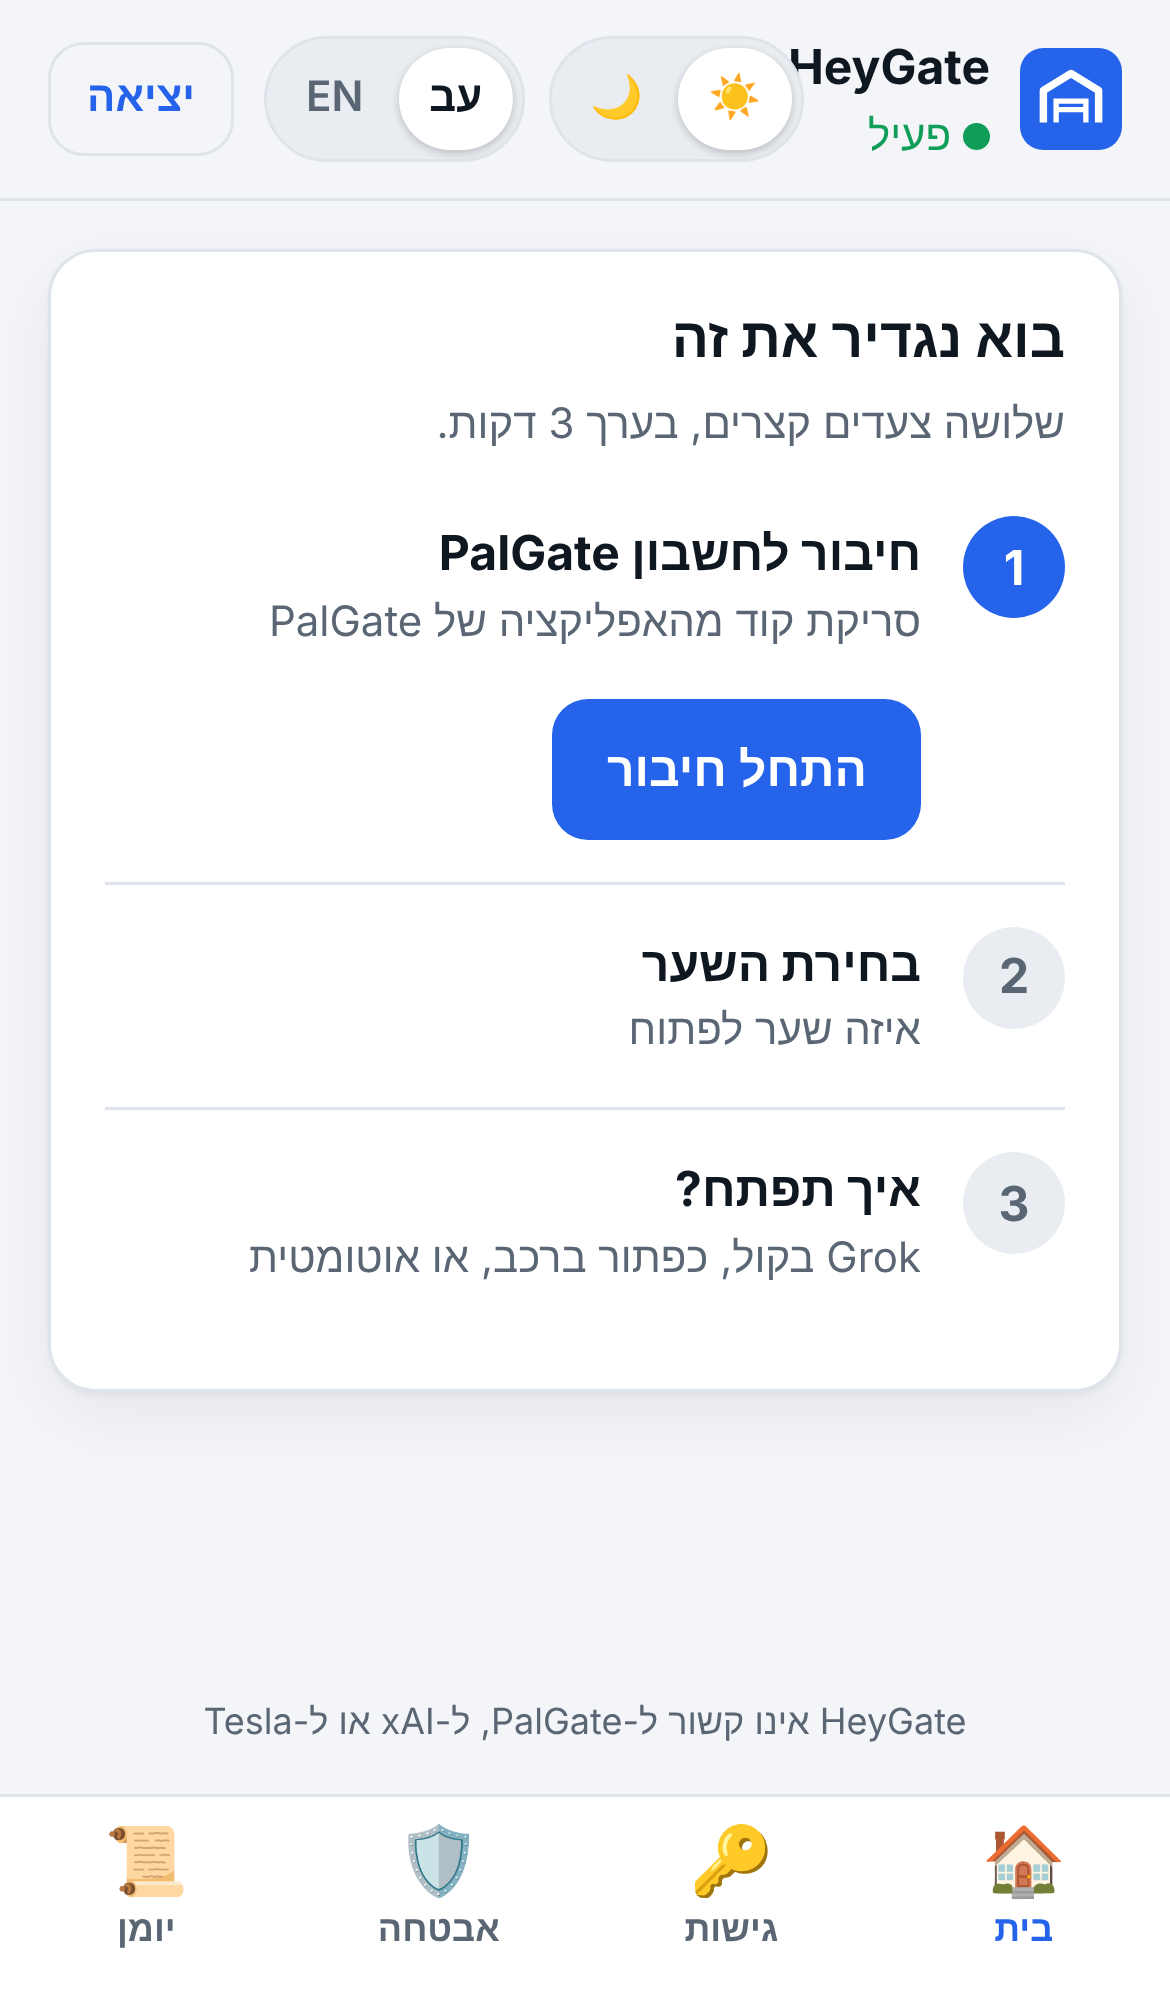 HeyGate
פעיל
עב
EN
יציאה
בוא נגדיר את זה
שלושה צעדים קצרים, בערך 3 דקות.
1
חיבור לחשבון PalGate
סריקת קוד מהאפליקציה של PalGate
התחל חיבור
2
בחירת השער
איזה שער לפתוח
3
איך תפתח?
Grok בקול, כפתור ברכב, או אוטומטית
HeyGate אינו קשור ל-PalGate, ל-xAI או ל-Tesla
בית
גישות
אבטחה
יומן